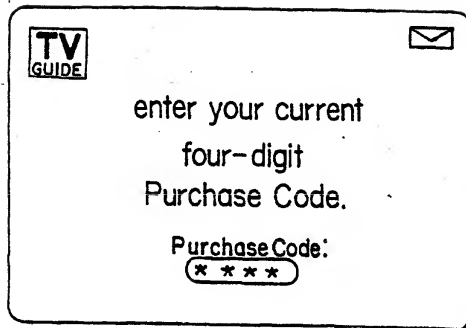 TV
GUIDE
enter your current
four-digit
Purchase Code.
Purchase Code:
* * * *